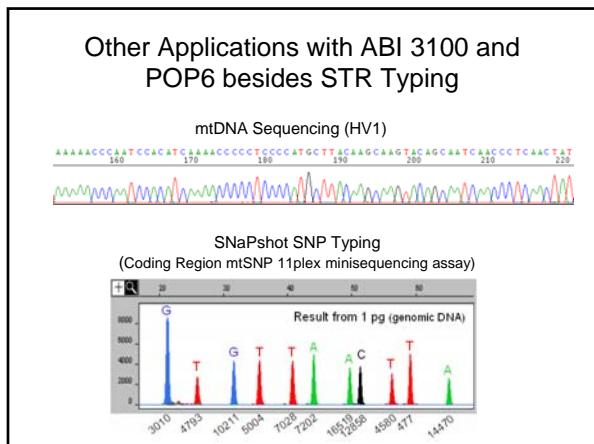 Other Applications with ABI 3100 and
POP6 besides STR Typing
mtDNA Sequencing (HV1)
AAAAACCCAATCCACATCAAAACCCCCTCCCCATGCTTACAAGCAAGTACAGCAATCAACCCTCAACTAT
160 170 180 190 200 210 220
SNaPshot SNP Typing
(Coding Region mtSNP 11plex minisequencing assay)
20 30 40 50 60
Result from 1 pg (genomic DNA)
G T G T T A A C T T A
8000
6000
4000
2000
0
3010 4793 10211 5004 7028 7202 16519 12858 4580 477 14470